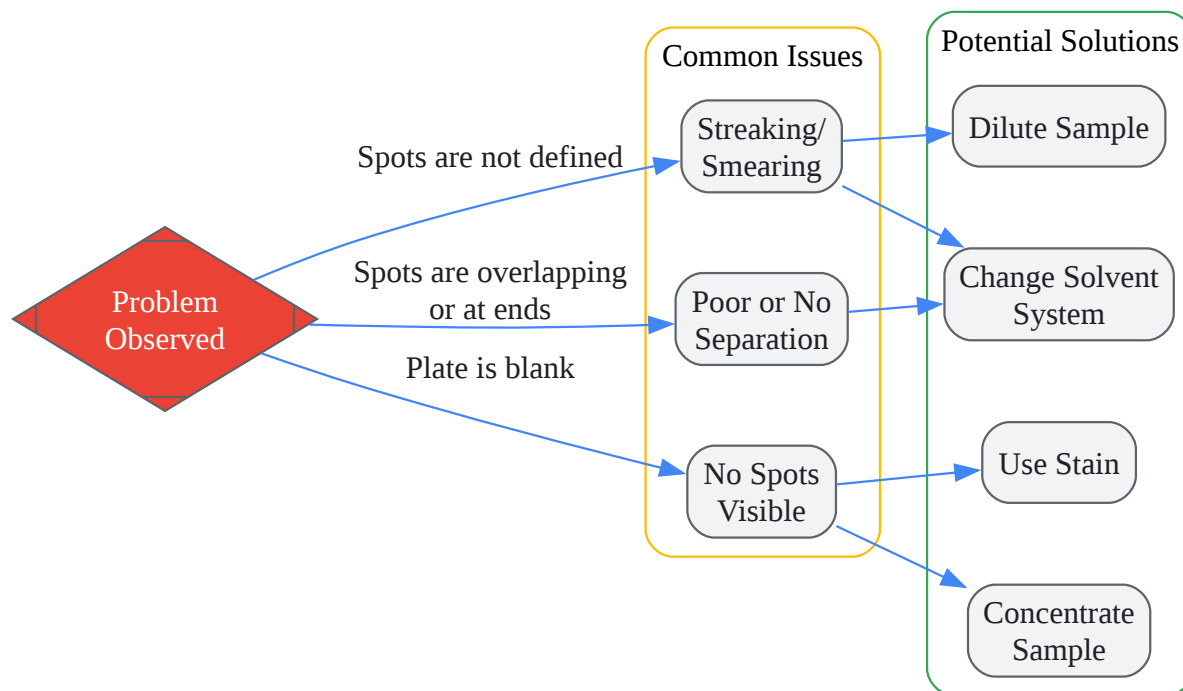 Common Issues
Potential Solutions
Spots are not defined
Streaking/
Smearing
Dilute Sample
Problem
Observed
Spots are overlapping
or at ends
Poor or No
Separation
Change Solvent
System
Plate is blank
No Spots
Visible
Use Stain
Concentrate
Sample